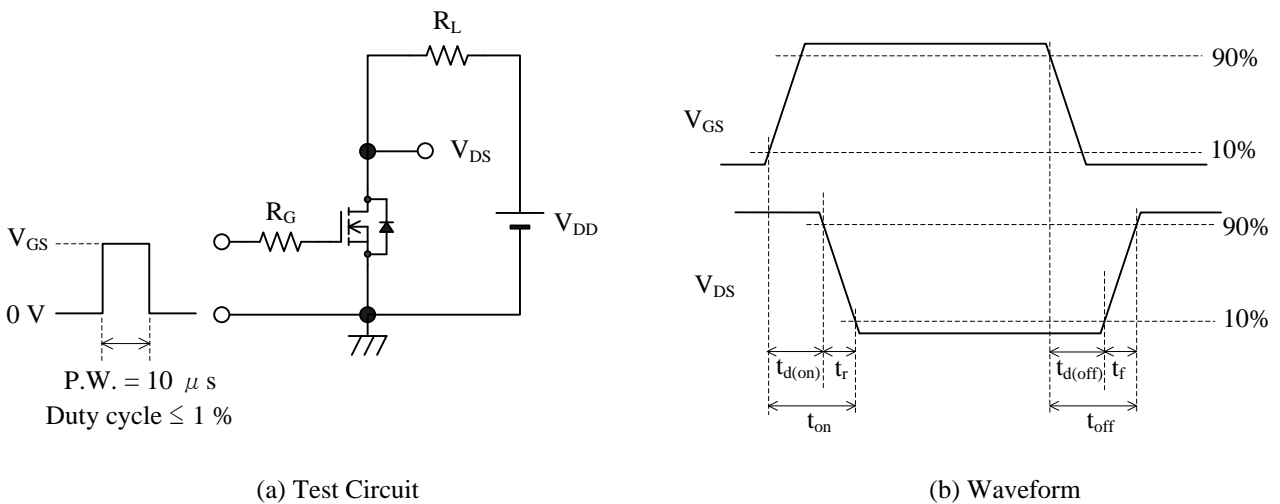 R_L
V_DS
R_G
V_DD
V_GS
0 V
P.W. = 10 μ s
Duty cycle ≤ 1 %
(a) Test Circuit
90%
V_GS
10%
90%
V_DS
10%
t_d(on) t_r t_d(off) t_f
t_on t_off
(b) Waveform